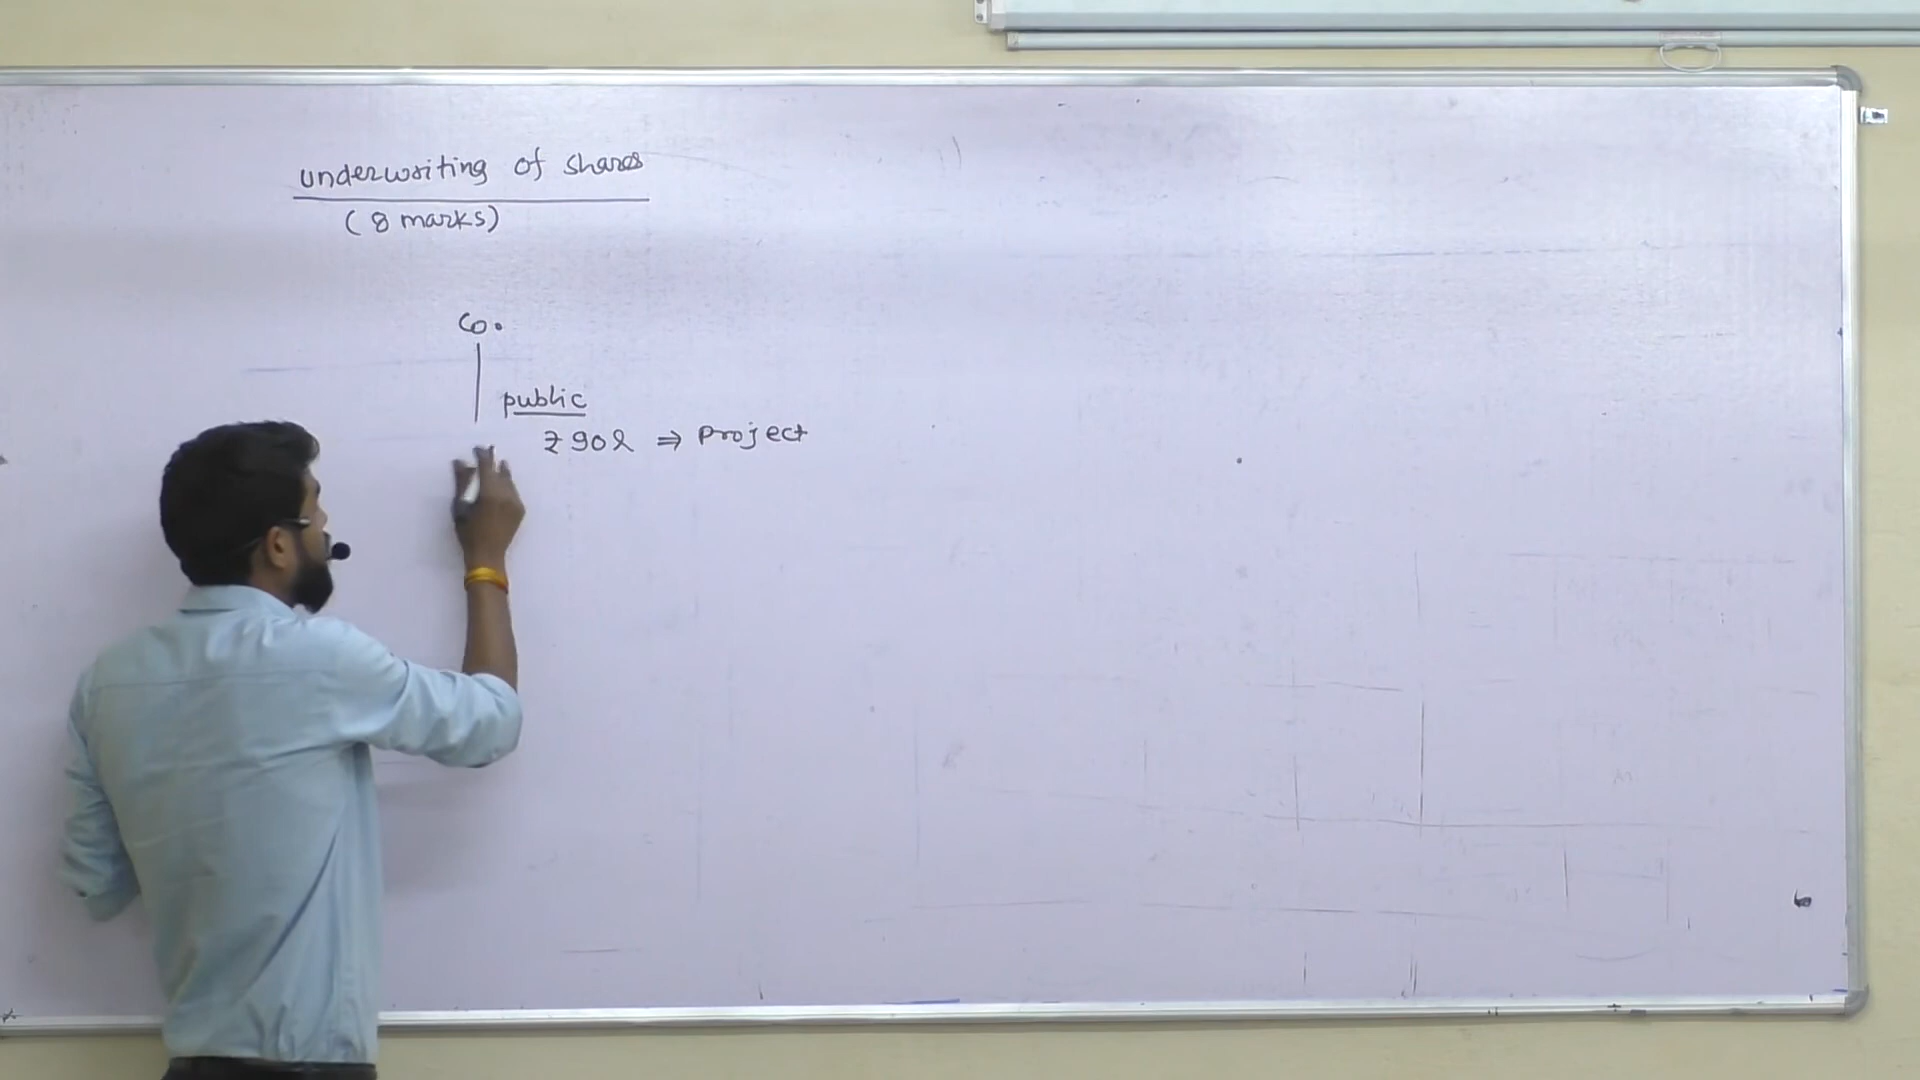 underwriting of shares
(8 marks)
Co.
public
₹90L ⇒ Project